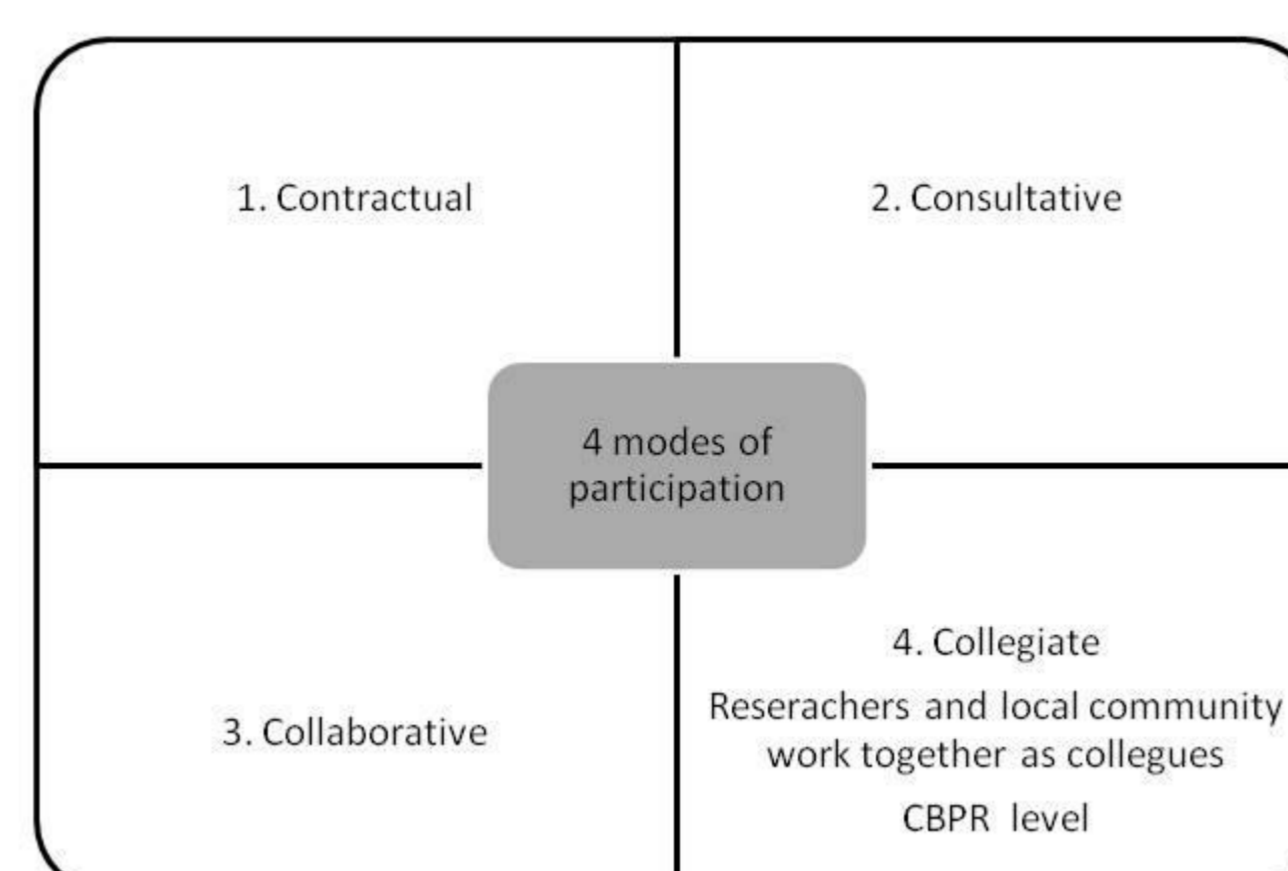 1. Contractual
2. Consultative
4 modes of
participation
3. Collaborative
4. Collegiate
Reserachers and local community
work together as collegues
CBPR level